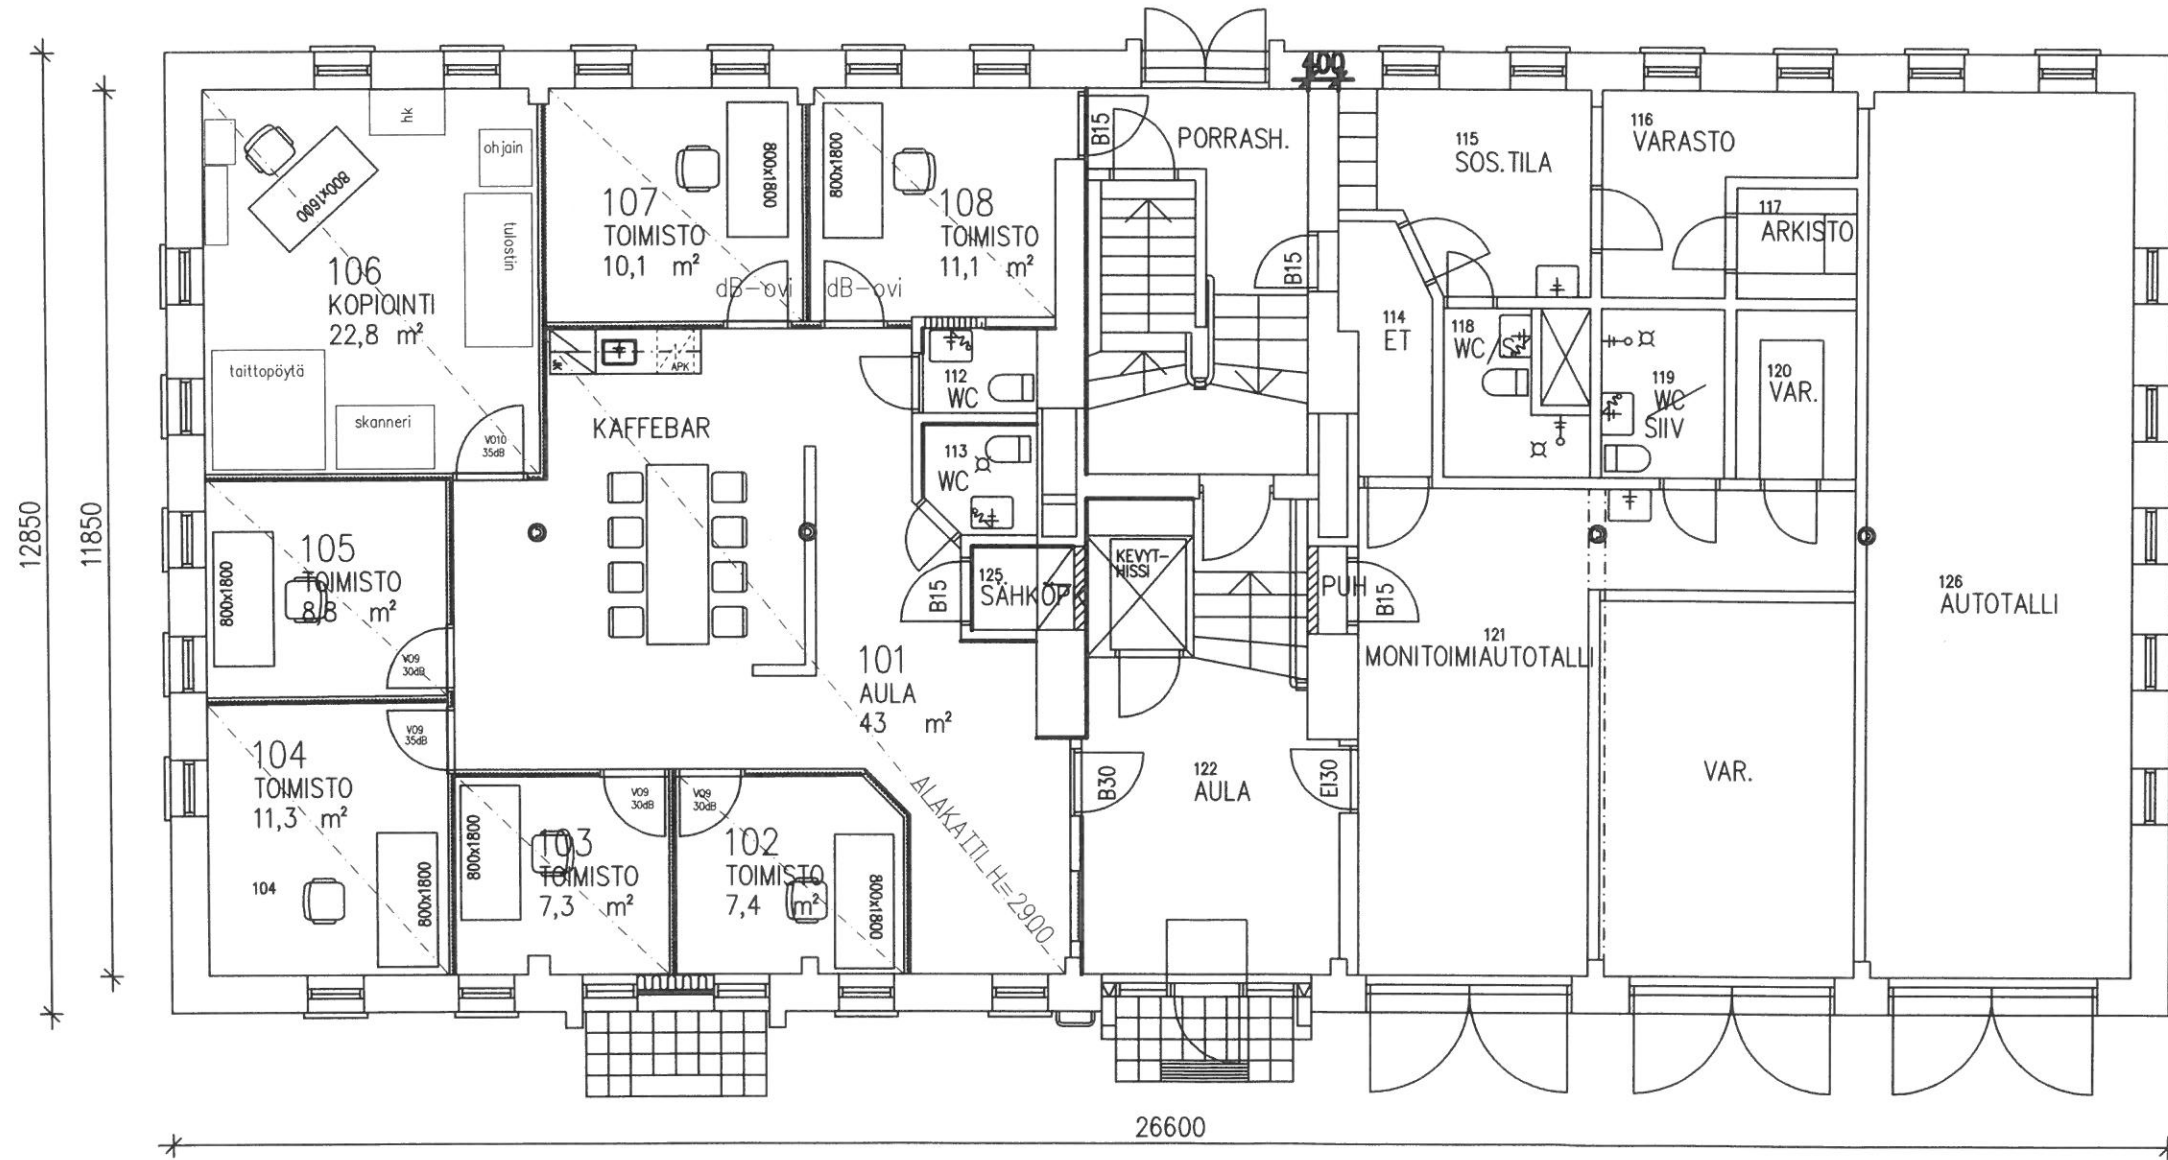 400
hk
ohjain
800x1600
tulostin
106
KOPIOINTI
22,8 m²
taittopöytä
skanneri
V010
35dB
107
TOIMISTO
10,1 m²
800x1800
dB-ovi
800x1800
108
TOIMISTO
11,1 m²
dB-ovi
B15
PORRASH.
B15
115
SOS.TILA
116
VARASTO
117
ARKISTO
114
ET
118
WC/S
119
WC
SIIV
120
VAR.
APK
KAFFEBAR
112
WC
113
WC
125
SÄHKÖPK
B15
KEVYT-
HISSI
PUH
B15
121
MONITOIMIAUTOTALLI
126
AUTOTALLI
VAR.
105
TOIMISTO
8,8 m²
800x1800
V09
30dB
V09
35dB
104
TOIMISTO
11,3 m²
104
800x1800
101
AULA
43 m²
ALAKATTI H=2900
V09
30dB
103
TOIMISTO
7,3 m²
800x1800
V09
30dB
102
TOIMISTO
7,4 m²
800x1800
B30
122
AULA
EI30
12850
11850
26600